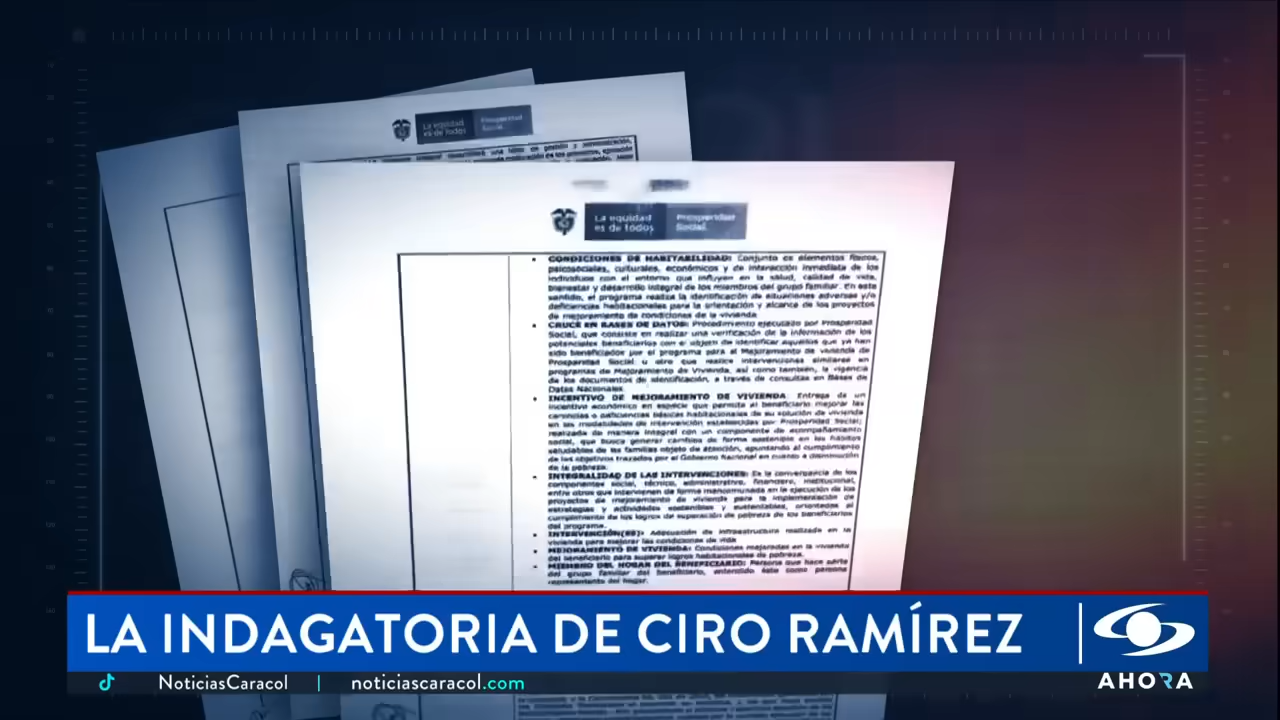 La equidad
es de todos
Prosperidad
Social
La equidad
es de todos
Prosperidad
Social
• CONDICIONES DE HABITABILIDAD: Conjunto de elementos físicos,
psicosociales, culturales, económicos y de interacción inmediata de los
individuos con el entorno que influyen en la salud, calidad de vida,
bienestar y desarrollo integral de los miembros del grupo familiar. En este
sentido, el programa realiza la identificación de situaciones adversas y/o
deficiencias habitacionales para la orientación y alcance de los proyectos
de mejoramiento de condiciones de la vivienda.
• CRUCE EN BASES DE DATOS: Procedimiento ejecutado por Prosperidad
Social, que consiste en realizar una verificación de la información de los
potenciales beneficiarios con el objeto de identificar aquellos que ya han
sido beneficiados por el programa para el Mejoramiento de vivienda de
Prosperidad Social u otro que realice intervenciones similares en
programas de Mejoramiento de Vivienda, así como también, la vigencia
de los documentos de identificación, a través de consultas en Bases de
Datos Nacionales.
• INCENTIVO DE MEJORAMIENTO DE VIVIENDA: Entrega de un
incentivo económico en especie que permita al beneficiario mejorar las
carencias o deficiencias básicas habitacionales de su solución de vivienda
en las modalidades de intervención establecidas por Prosperidad Social;
realizada de manera integral con un componente de acompañamiento
social, que busca generar cambios de forma sostenible en los hábitos
saludables de las familias objeto de atención, apuntando al cumplimiento
de los objetivos trazados por el Gobierno Nacional en cuanto a disminución
de la pobreza.
• INTEGRALIDAD DE LAS INTERVENCIONES: Es la convergencia de los
componentes social, técnico, administrativo, financiero, institucional,
entre otros que intervienen de forma mancomunada en la ejecución de los
proyectos de mejoramiento de vivienda para la implementación de
estrategias y actividades sostenibles y sustentables, orientadas al
cumplimiento de los logros de superación de pobreza de los beneficiarios
del programa.
• INTERVENCIÓN(ES): Adecuación de infraestructura realizada en la
vivienda para mejorar las condiciones de vida
• MEJORAMIENTO DE VIVIENDA: Condiciones mejoradas en la vivienda
del beneficiario para superar logros habitacionales de pobreza.
• MIEMBRO DEL HOGAR DEL BENEFICIARIO: Persona que hace parte
del grupo familiar del beneficiario, entendido éste como persona
representante del hogar.
LA INDAGATORIA DE CIRO RAMÍREZ
NoticiasCaracol | noticiascaracol.com
AHORA